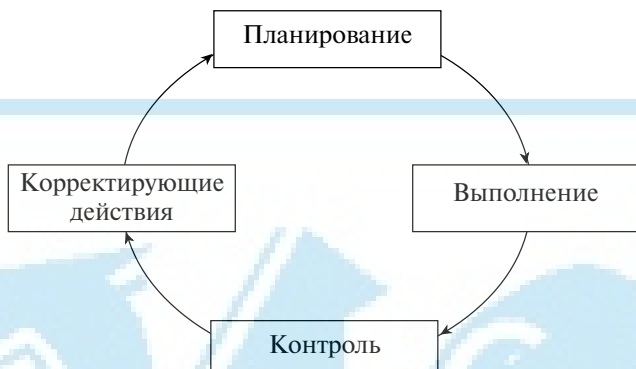 Планирование
Корректирующие
действия
Выполнение
Контроль